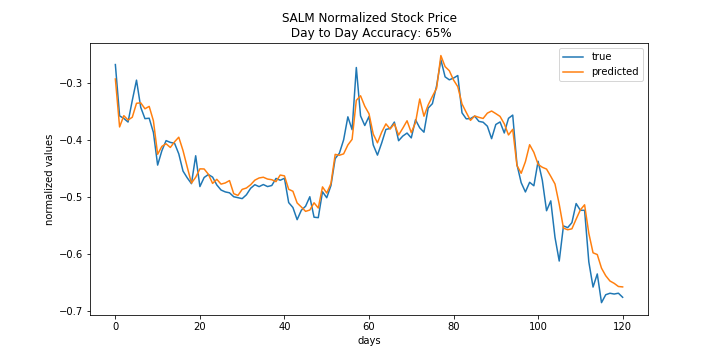 SALM Normalized Stock Price
Day to Day Accuracy: 65%
true
predicted
normalized values
−0.3
−0.4
−0.5
−0.6
−0.7
0 20 40 60 80 100 120
days